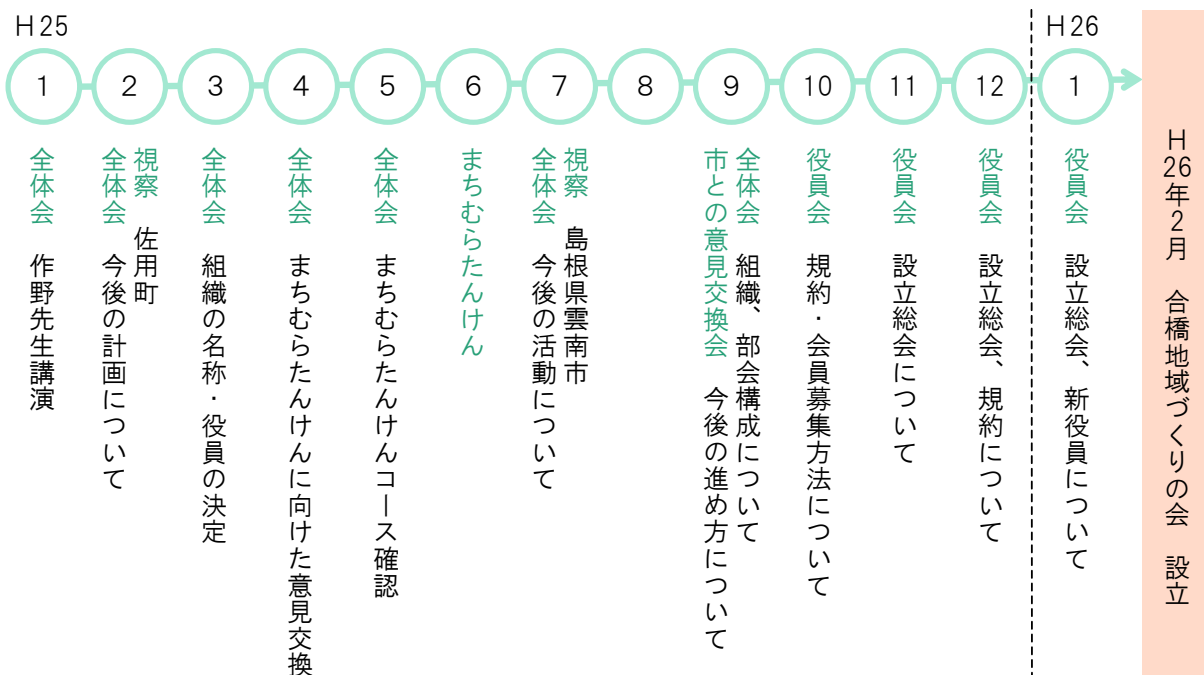 H25
H26
1
2
3
4
5
6
7
8
9
10
11
12
1
全体会 作野先生講演
視察 佐用町
全体会 今後の計画について
全体会 組織の名称・役員の決定
全体会 まちむらたんけんに向けた意見交換
全体会 まちむらたんけんコース確認
まちむらたんけん
視察 島根県雲南市
全体会 今後の活動について
全体会 組織、部会構成について
市との意見交換会 今後の進め方について
役員会 規約・会員募集方法について
役員会 設立総会について
役員会 設立総会、規約について
役員会 設立総会、新役員について
H26年2月 合橋地域づくりの会 設立